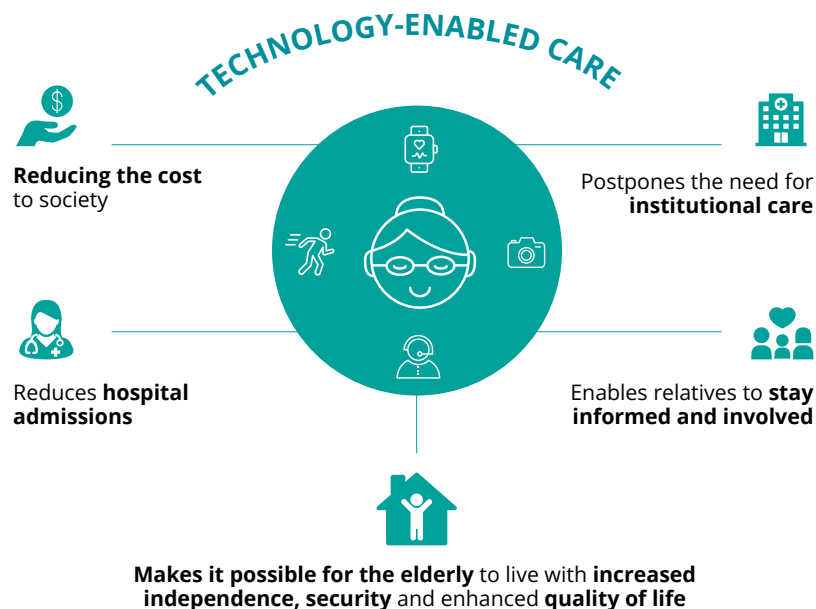 TECHNOLOGY-ENABLED CARE
$
Reducing the cost
to society
Postpones the need for
institutional care
Reduces hospital
admissions
Enables relatives to stay
informed and involved
Makes it possible for the elderly to live with increased
independence, security and enhanced quality of life